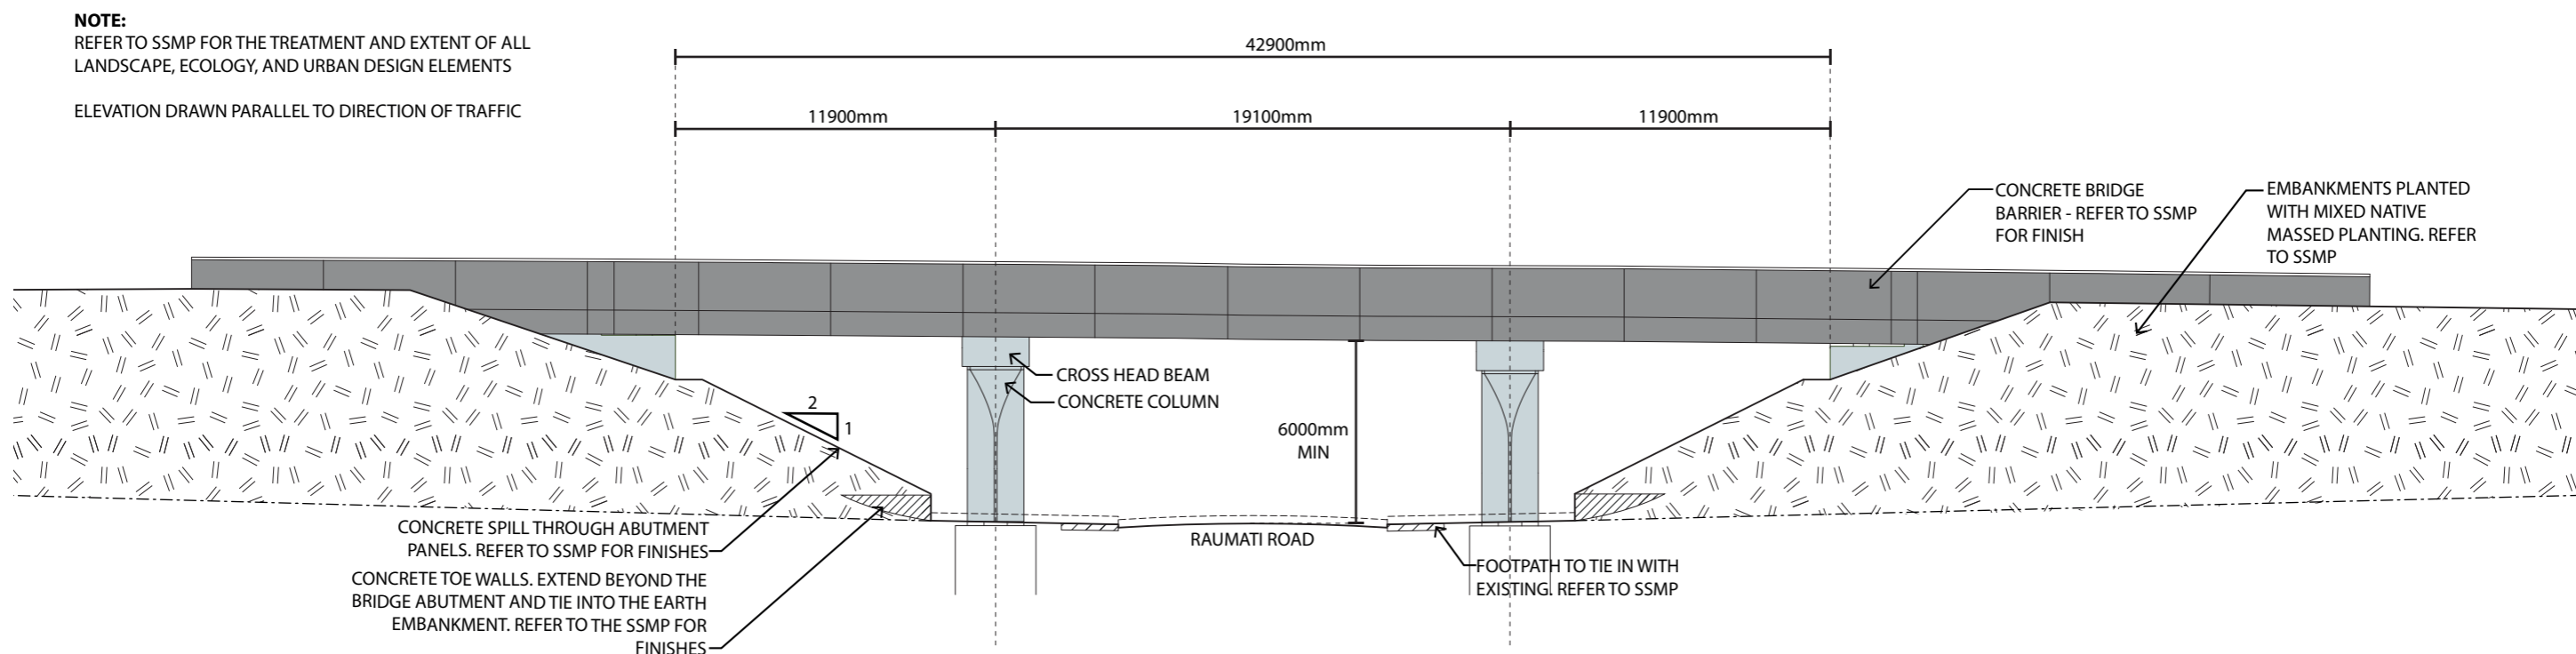 NOTE:
REFER TO SSMP FOR THE TREATMENT AND EXTENT OF ALL
LANDSCAPE, ECOLOGY, AND URBAN DESIGN ELEMENTS
ELEVATION DRAWN PARALLEL TO DIRECTION OF TRAFFIC
42900mm
11900mm
19100mm
11900mm
CONCRETE BRIDGE
BARRIER - REFER TO SSMP
FOR FINISH
EMBANKMENTS PLANTED
WITH MIXED NATIVE
MASSED PLANTING. REFER
TO SSMP
CROSS HEAD BEAM
CONCRETE COLUMN
2
1
6000mm
MIN
CONCRETE SPILL THROUGH ABUTMENT
PANELS. REFER TO SSMP FOR FINISHES
CONCRETE TOE WALLS. EXTEND BEYOND THE
BRIDGE ABUTMENT AND TIE INTO THE EARTH
EMBANKMENT. REFER TO THE SSMP FOR
FINISHES
RAUMATI ROAD
FOOTPATH TO TIE IN WITH
EXISTING. REFER TO SSMP